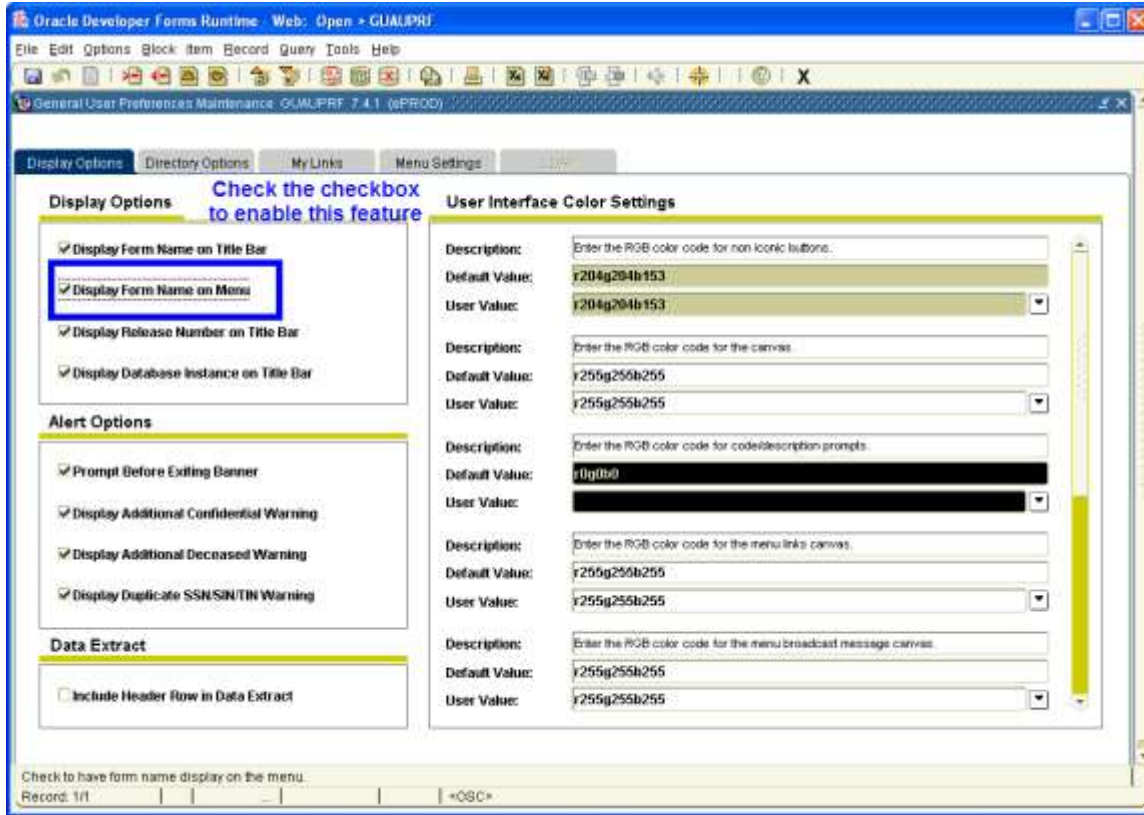 Oracle Developer Forms Runtime - Web: Open > GUAUPRF
File Edit Options Block Item Record Query Tools Help
General User Preferences Maintenance GUAUPRF 7.4.1 (ePROD)
Display Options Directory Options My Links Menu Settings
Check the checkbox
to enable this feature
Display Options
Display Form Name on Title Bar
Display Form Name on Menu
Display Release Number on Title Bar
Display Database Instance on Title Bar
Alert Options
Prompt Before Exiting Banner
Display Additional Confidential Warning
Display Additional Deceased Warning
Display Duplicate SSN/SIN/TIN Warning
Data Extract
Include Header Row in Data Extract
User Interface Color Settings
Description: Enter the RGB color code for non iconic buttons.
Default Value: r204g204b153
User Value: r204g204b153
Description: Enter the RGB color code for the canvas.
Default Value: r255g255b255
User Value: r255g255b255
Description: Enter the RGB color code for code/description prompts.
Default Value: r0g0b0
User Value:
Description: Enter the RGB color code for the menu links canvas.
Default Value: r255g255b255
User Value: r255g255b255
Description: Enter the RGB color code for the menu broadcast message canvas.
Default Value: r255g255b255
User Value: r255g255b255
Check to have form name display on the menu.
Record: 1/1 ... <OSC>